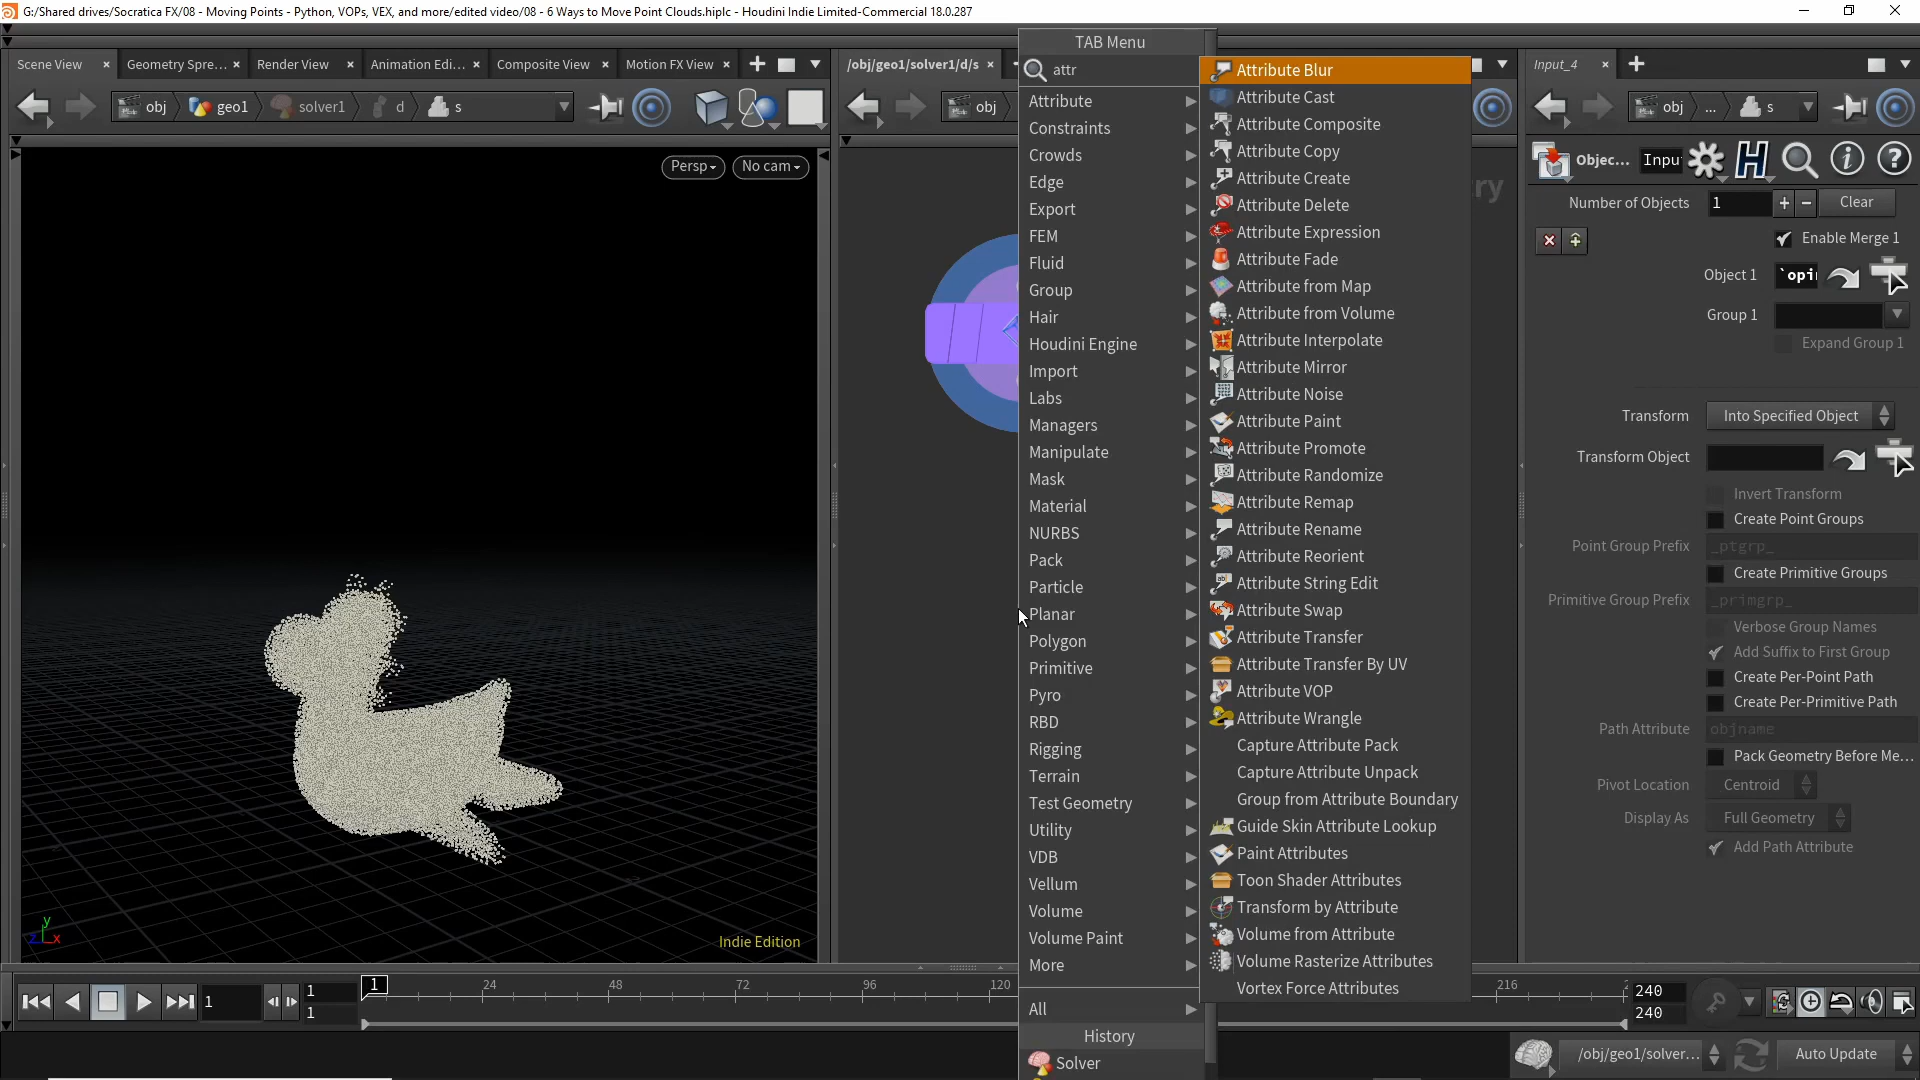 G:/Shared drives/Socratica FX/08 - Moving Points - Python, VOPs, VEX, and more/edited video/08 - 6 Ways to Move Point Clouds.hiplc - Houdini Indie Limited-Commercial 18.0.287
Scene View
Geometry Spre...
Render View
Animation Edi...
Composite View
Motion FX View
/obj/geo1/solver1/d/s
Input_4
obj
geo1
solver1
d
s
obj
obj
...
s
Persp
No cam
Indie Edition
y
z
x
TAB Menu
attr
Attribute
Constraints
Crowds
Edge
Export
FEM
Fluid
Group
Hair
Houdini Engine
Import
Labs
Managers
Manipulate
Mask
Material
NURBS
Pack
Particle
Planar
Polygon
Primitive
Pyro
RBD
Rigging
Terrain
Test Geometry
Utility
VDB
Vellum
Volume
Volume Paint
More
All
History
Solver
Attribute Blur
Attribute Cast
Attribute Composite
Attribute Copy
Attribute Create
Attribute Delete
Attribute Expression
Attribute Fade
Attribute from Map
Attribute from Volume
Attribute Interpolate
Attribute Mirror
Attribute Noise
Attribute Paint
Attribute Promote
Attribute Randomize
Attribute Remap
Attribute Rename
Attribute Reorient
Attribute String Edit
Attribute Swap
Attribute Transfer
Attribute Transfer By UV
Attribute VOP
Attribute Wrangle
Capture Attribute Pack
Capture Attribute Unpack
Group from Attribute Boundary
Guide Skin Attribute Lookup
Paint Attributes
Toon Shader Attributes
Transform by Attribute
Volume from Attribute
Volume Rasterize Attributes
Vortex Force Attributes
ry
Objec...
Inpu
Number of Objects
1
Clear
Enable Merge 1
Object 1
`opi
Group 1
Expand Group 1
Transform
Into Specified Object
Transform Object
Invert Transform
Create Point Groups
Point Group Prefix
_ptgrp_
Create Primitive Groups
Primitive Group Prefix
_primgrp_
Verbose Group Names
Add Suffix to First Group
Create Per-Point Path
Create Per-Primitive Path
Path Attribute
objname
Pack Geometry Before Me...
Pivot Location
Centroid
Display As
Full Geometry
Add Path Attribute
1
1
1
1
24
48
72
96
120
216
240
240
/obj/geo1/solver...
Auto Update